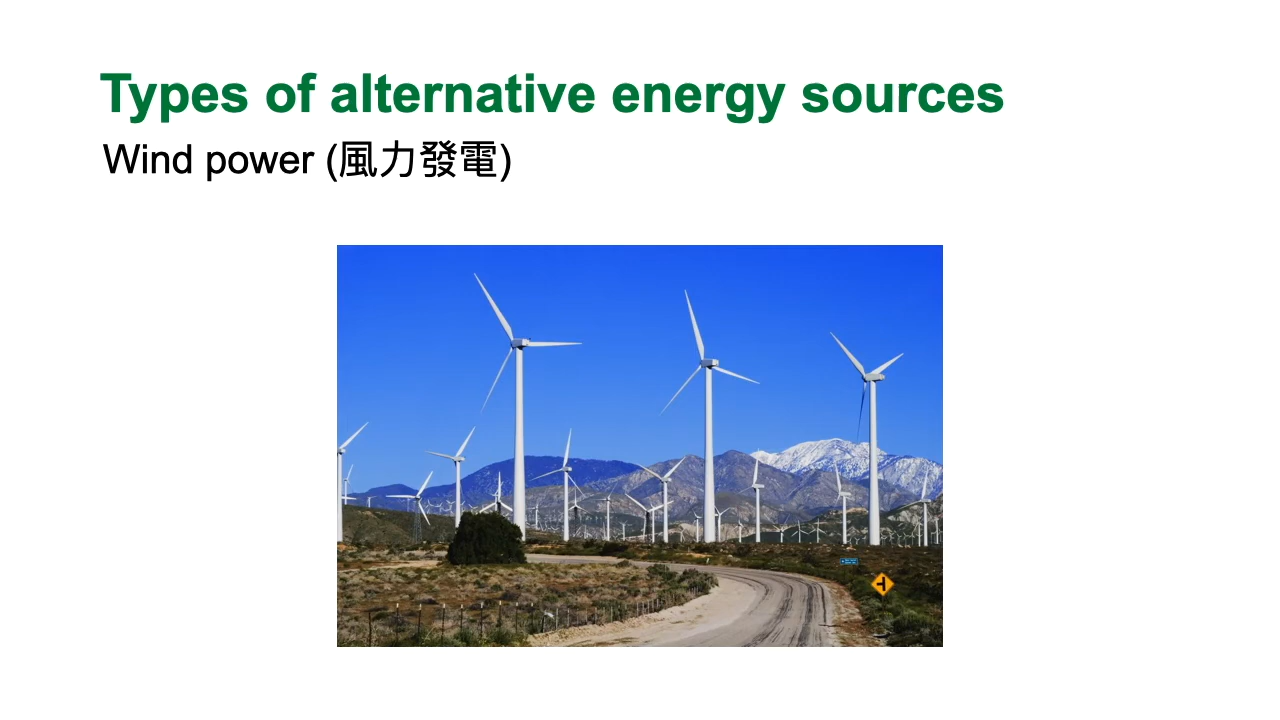 Types of alternative energy sources
Wind power (風力發電)